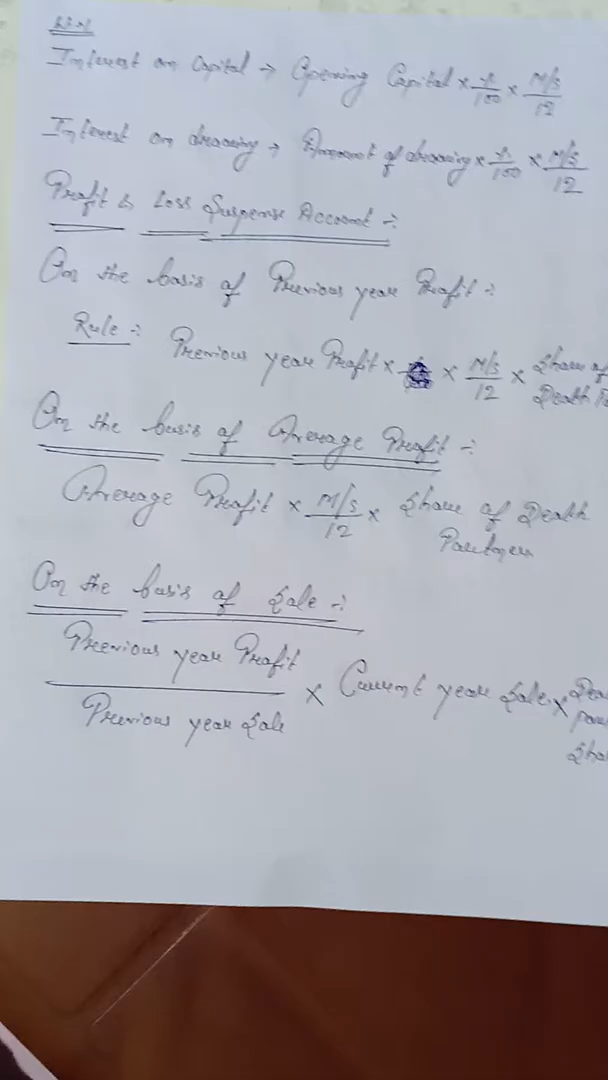 Interest on Capital → Opening Capital × r/100 × M/s/12
Interest on drawing → Amount of drawing × r/100 × M/s/12
Profit & Loss Suspense Account :-
On the basis of Previous year Profit :-
Rule :- Previous year Profit × × M/s/12 × Share of
Death
On the basis of Average Profit :-
Average Profit × M/s/12 × Share of Death
Partners
On the basis of Sale :-
Previous year Profit
Previous year Sale
× Current year Sale ×